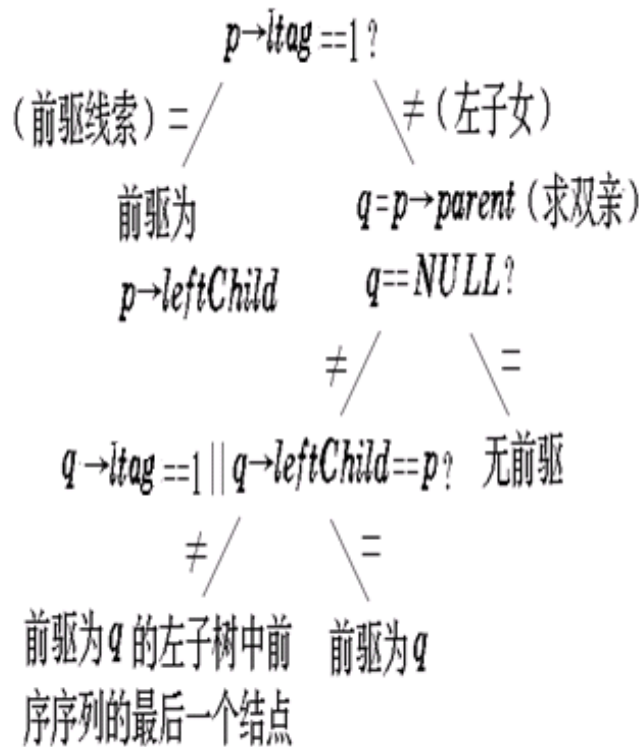 p→ltag==1?
(前驱线索) = ≠(左子女)
前驱为 q=p→parent(求双亲)
p→leftChild q==NULL?
≠ =
q→ltag==1||q→leftChild==p? 无前驱
≠ =
前驱为q的左子树中前 前驱为q
序序列的最后一个结点